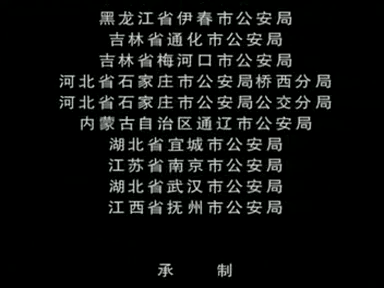 黑龙江省伊春市公安局
吉林省通化市公安局
吉林省梅河口市公安局
河北省石家庄市公安局桥西分局
河北省石家庄市公安局公交分局
内蒙古自治区通辽市公安局
湖北省宜城市公安局
江苏省南京市公安局
湖北省武汉市公安局
江西省抚州市公安局
承制